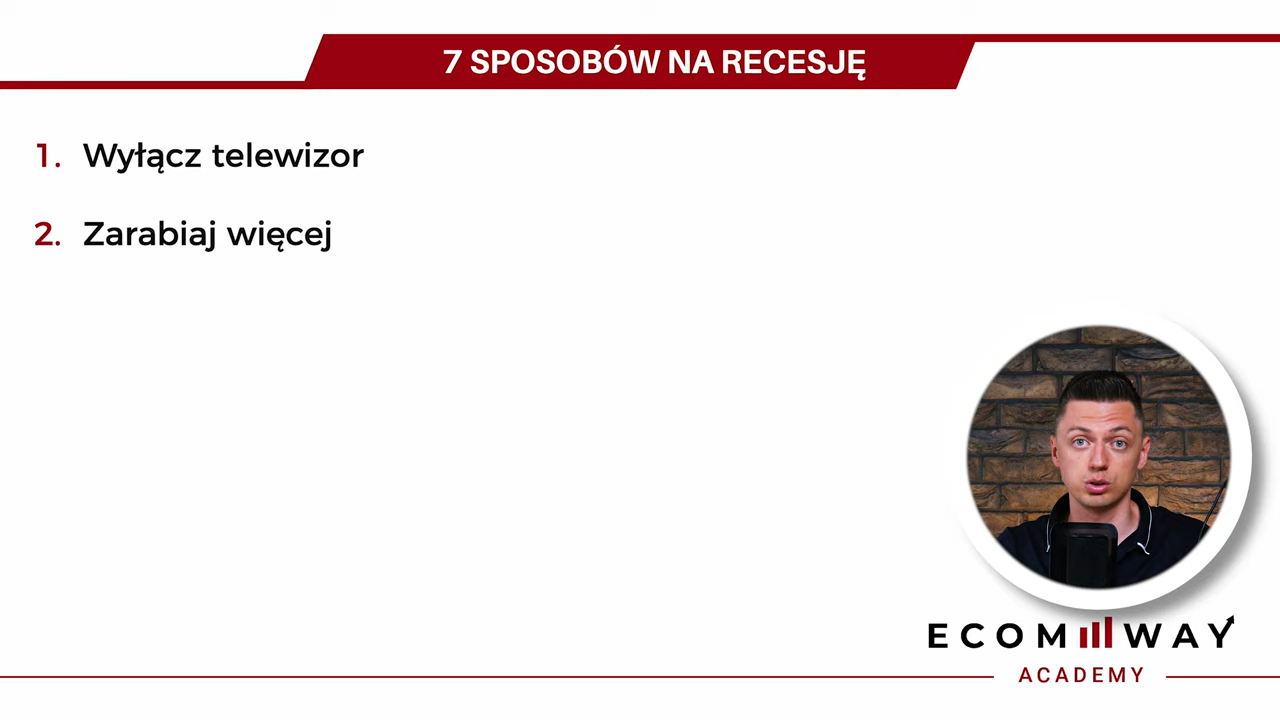 7 SPOSOBÓW NA RECESJĘ
1. Wyłącz telewizor
2. Zarabiaj więcej
ECOM WAY
ACADEMY